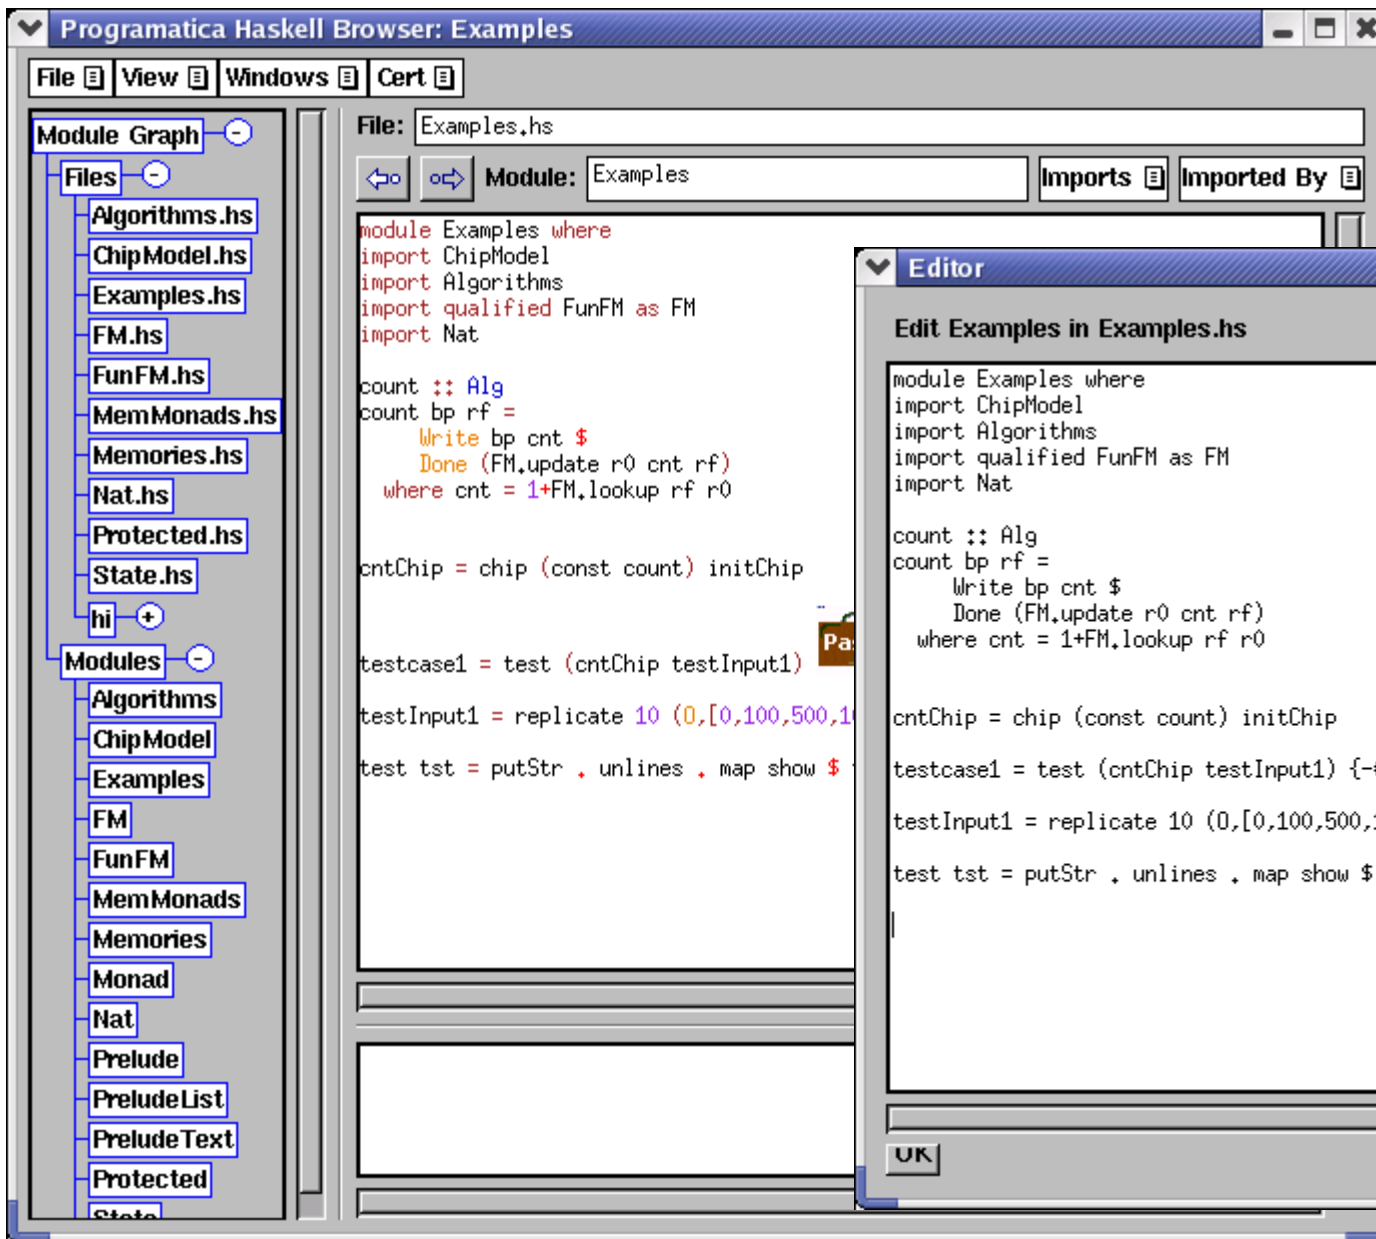 Programatica Haskell Browser: Examples
File View Windows Cert
Module Graph
Files
Algorithms.hs
ChipModel.hs
Examples.hs
FM.hs
FunFM.hs
MemMonads.hs
Memories.hs
Nat.hs
Protected.hs
State.hs
hi
Modules
Algorithms
ChipModel
Examples
FM
FunFM
MemMonads
Memories
Monad
Nat
Prelude
PreludeList
PreludeText
Protected
State
File: Examples.hs
Module: Examples Imports Imported By
module Examples where
import ChipModel
import Algorithms
import qualified FunFM as FM
import Nat
count :: Alg
count bp rf =
Write bp cnt $
Done (FM.update r0 cnt rf)
where cnt = 1+FM.lookup rf r0
cntChip = chip (const count) initChip
testcase1 = test (cntChip testInput1)
testInput1 = replicate 10 (0,[0,100,500,1
test tst = putStr . unlines . map show $
Editor
Edit Examples in Examples.hs
module Examples where
import ChipModel
import Algorithms
import qualified FunFM as FM
import Nat
count :: Alg
count bp rf =
Write bp cnt $
Done (FM.update r0 cnt rf)
where cnt = 1+FM.lookup rf r0
cntChip = chip (const count) initChip
testcase1 = test (cntChip testInput1) {-
testInput1 = replicate 10 (0,[0,100,500,
test tst = putStr . unlines . map show $
OK